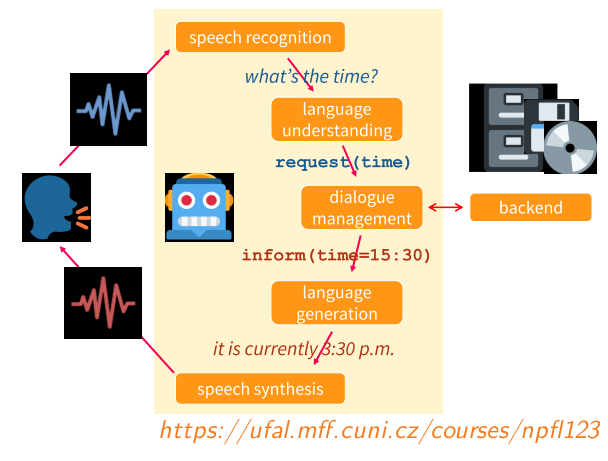 speech recognition
what's the time?
language
understanding
request(time)
dialogue
management
backend
inform(time=15:30)
language
generation
it is currently 3:30 p.m.
speech synthesis
https://ufal.mff.cuni.cz/courses/npfl123